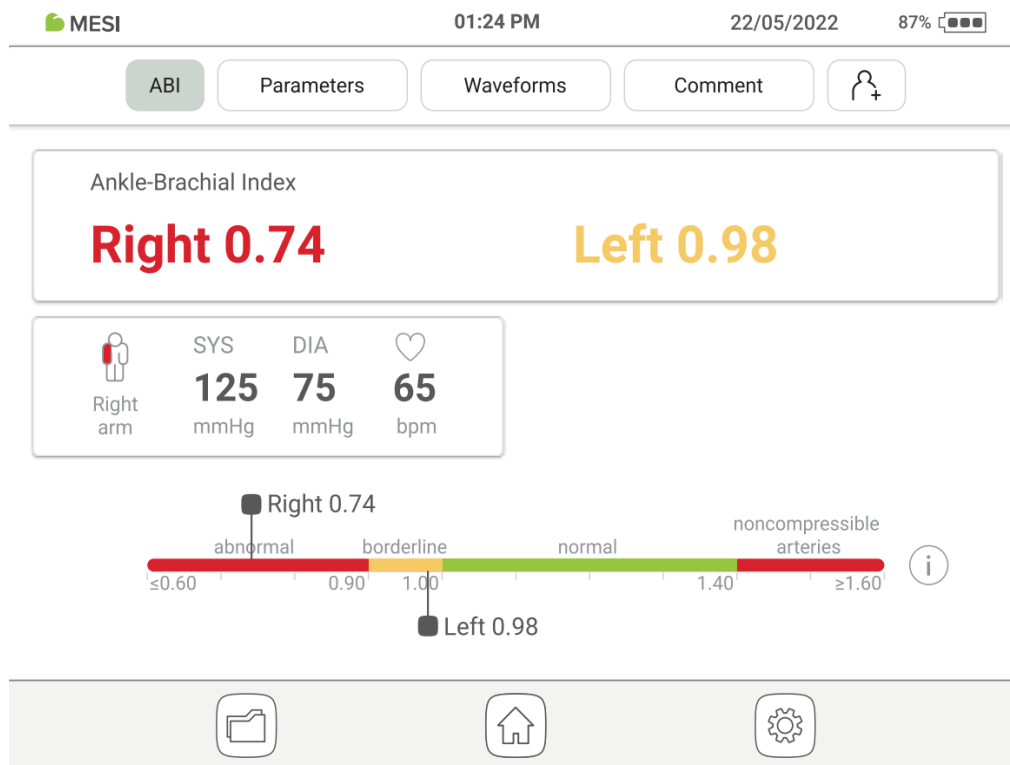 MESI 01:24 PM 22/05/2022 87%
ABI Parameters Waveforms Comment
Ankle-Brachial Index
Right 0.74 Left 0.98
SYS DIA
125 75 65
Right
arm mmHg mmHg bpm
Right 0.74
noncompressible
abnormal borderline normal arteries
≤0.60 0.90 1.00 1.40 ≥1.60
i
Left 0.98